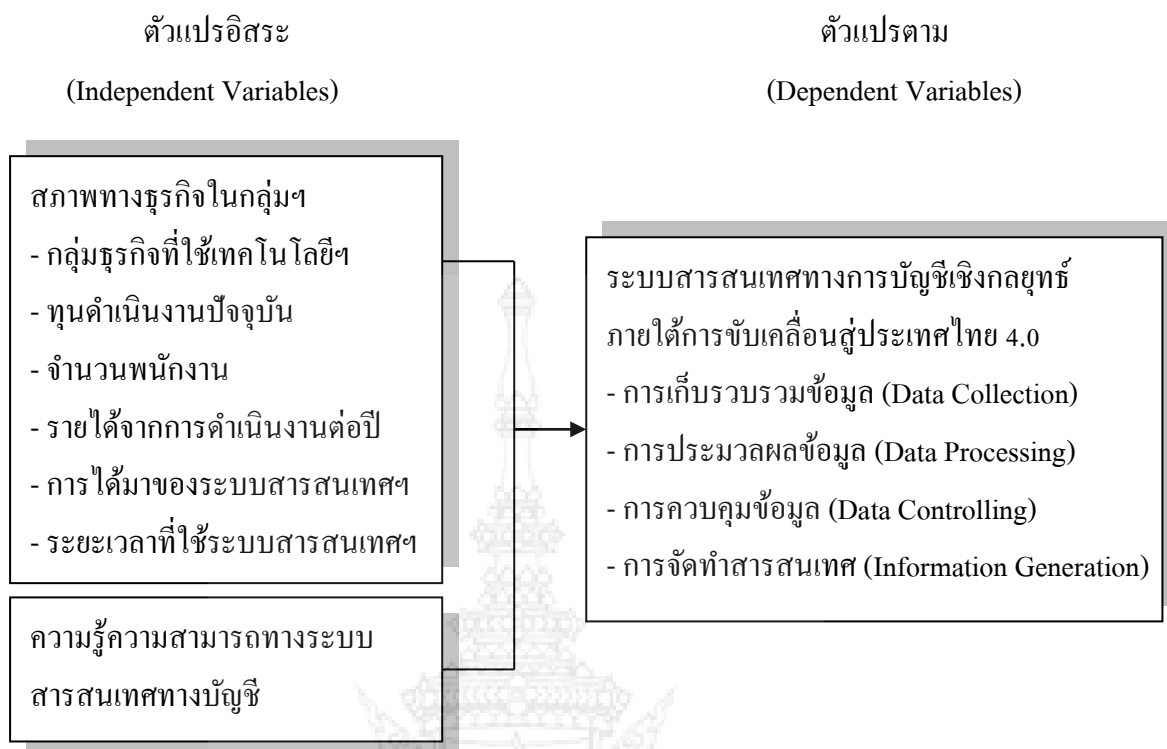 ตัวแปรอิสระ
(Independent Variables)
สภาพทางธุรกิจในกลุ่มฯ
- กลุ่มธุรกิจที่ใช้เทคโนโลยีฯ
- ทุนดำเนินงานปัจจุบัน
- จำนวนพนักงาน
- รายได้จากการดำเนินงานต่อปี
- การได้มาของระบบสารสนเทศฯ
- ระยะเวลาที่ใช้ระบบสารสนเทศฯ
ความรู้ความสามารถทางระบบ
สารสนเทศทางบัญชี
ตัวแปรตาม
(Dependent Variables)
ระบบสารสนเทศทางการบัญชีเชิงกลยุทธ์
ภายใต้การขับเคลื่อนสู่ประเทศไทย 4.0
- การเก็บรวบรวมข้อมูล (Data Collection)
- การประมวลผลข้อมูล (Data Processing)
- การควบคุมข้อมูล (Data Controlling)
- การจัดทำสารสนเทศ (Information Generation)